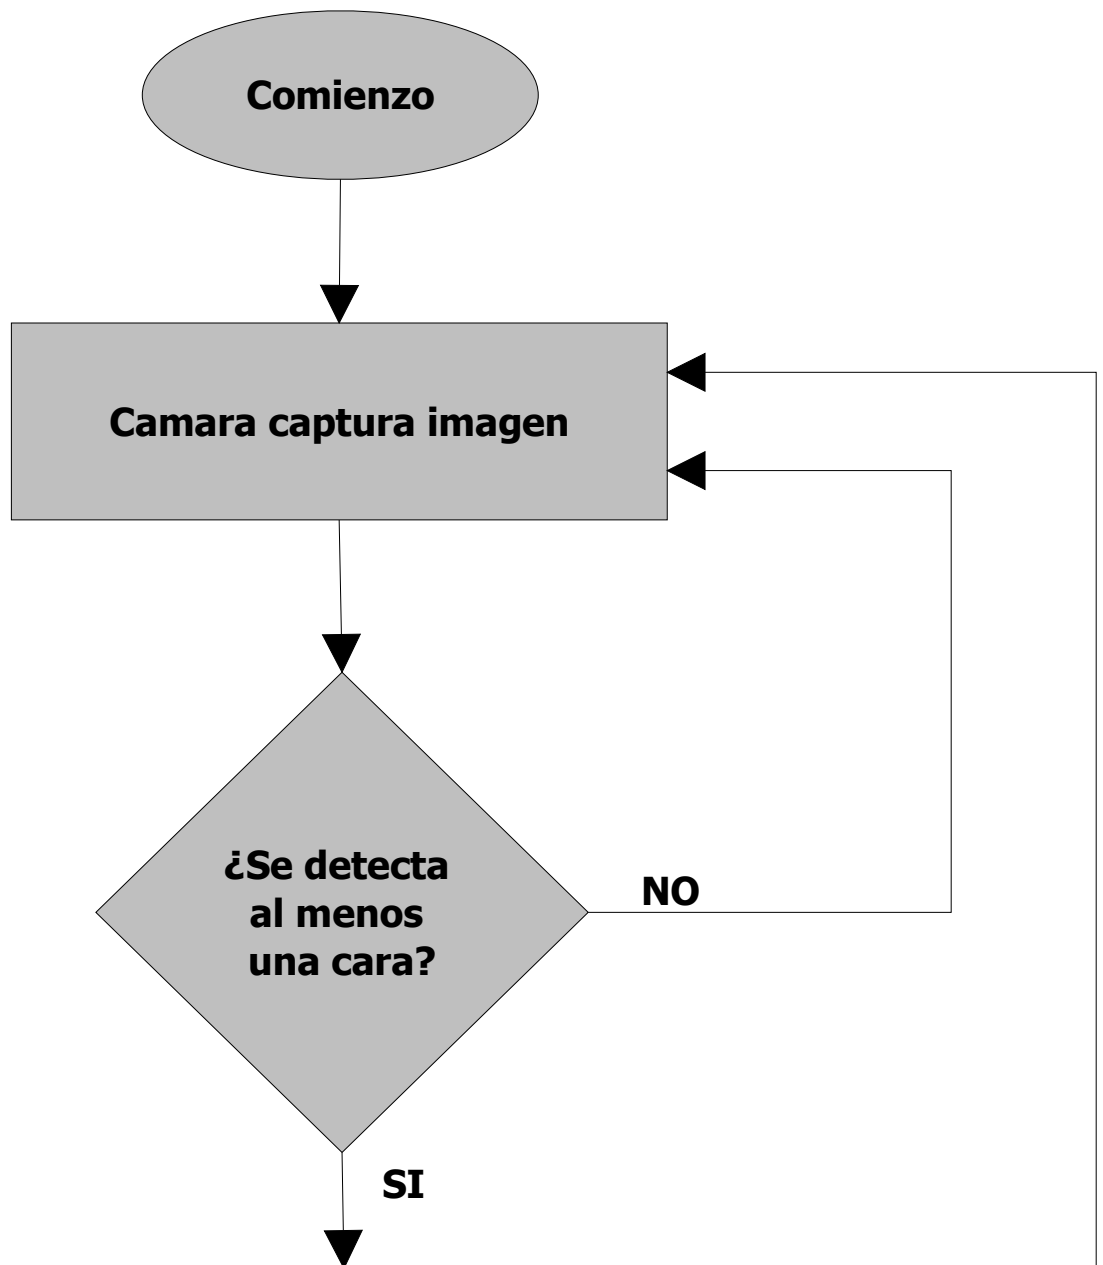 Comienzo
Camara captura imagen
¿Se detecta
al menos
una cara?
NO
SI